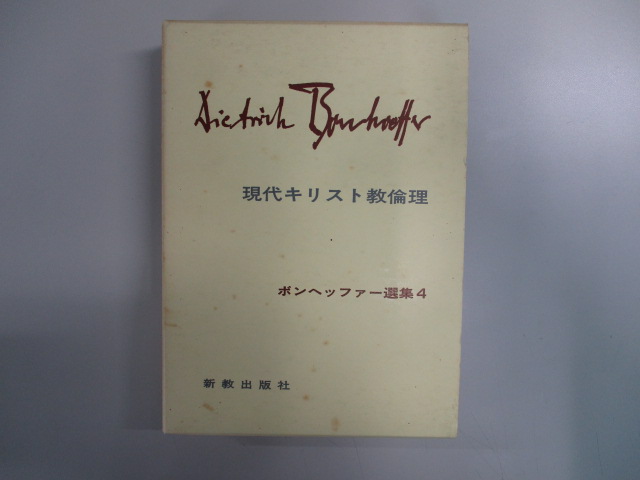 Dietrich Bonhoeffer
現代キリスト教倫理
ボンヘッファー選集4
新教出版社